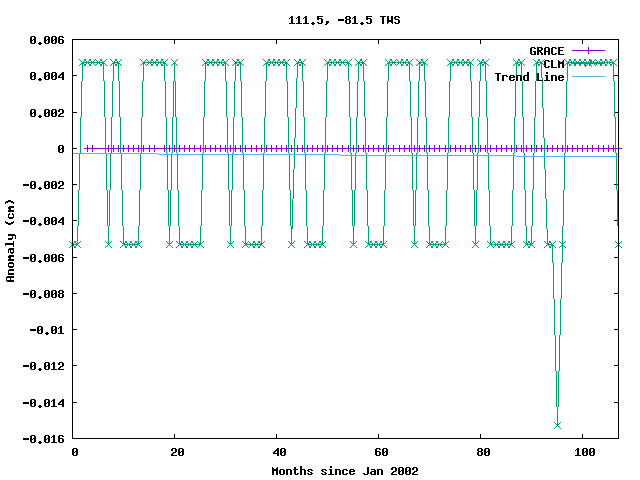 111.5, -81.5 TWS
GRACE
CLM
Trend Line
0.006
0.004
0.002
0
-0.002
-0.004
-0.006
-0.008
-0.01
-0.012
-0.014
-0.016
Anomaly (cm)
0 20 40 60 80 100
Months since Jan 2002